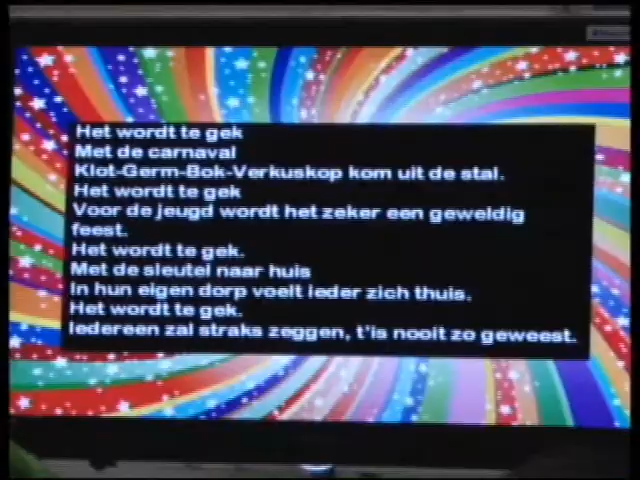 Het wordt te gek
Met de carnaval
Klot-Germ-Bok-Verkuskop kom uit de stal.
Het wordt te gek
Voor de jeugd wordt het zeker een geweldig
feest.
Het wordt te gek.
Met de sleutel naar huis
In hun eigen dorp voelt ieder zich thuis.
Het wordt te gek.
Iedereen zal straks zeggen, t'is nooit zo geweest.